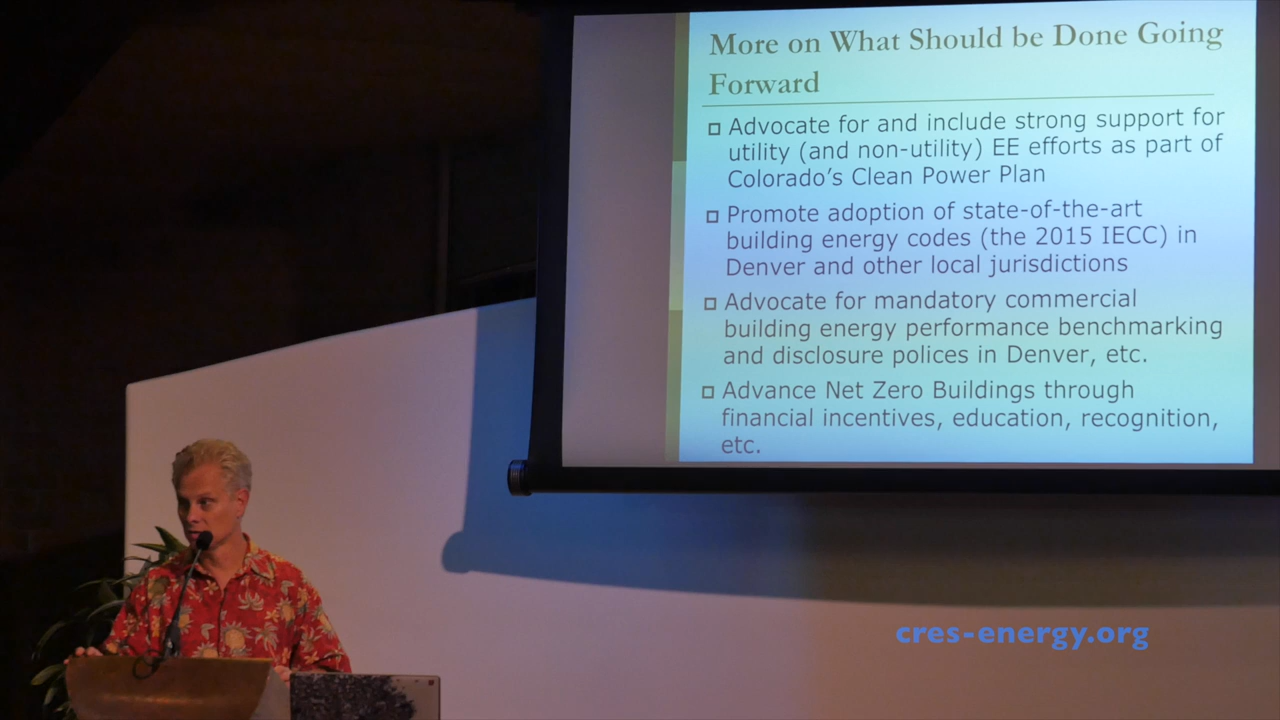 More on What Should be Done Going
Forward
Advocate for and include strong support for
utility (and non-utility) EE efforts as part of
Colorado's Clean Power Plan
Promote adoption of state-of-the-art
building energy codes (the 2015 IECC) in
Denver and other local jurisdictions
Advocate for mandatory commercial
building energy performance benchmarking
and disclosure polices in Denver, etc.
Advance Net Zero Buildings through
financial incentives, education, recognition,
etc.
cres-energy.org